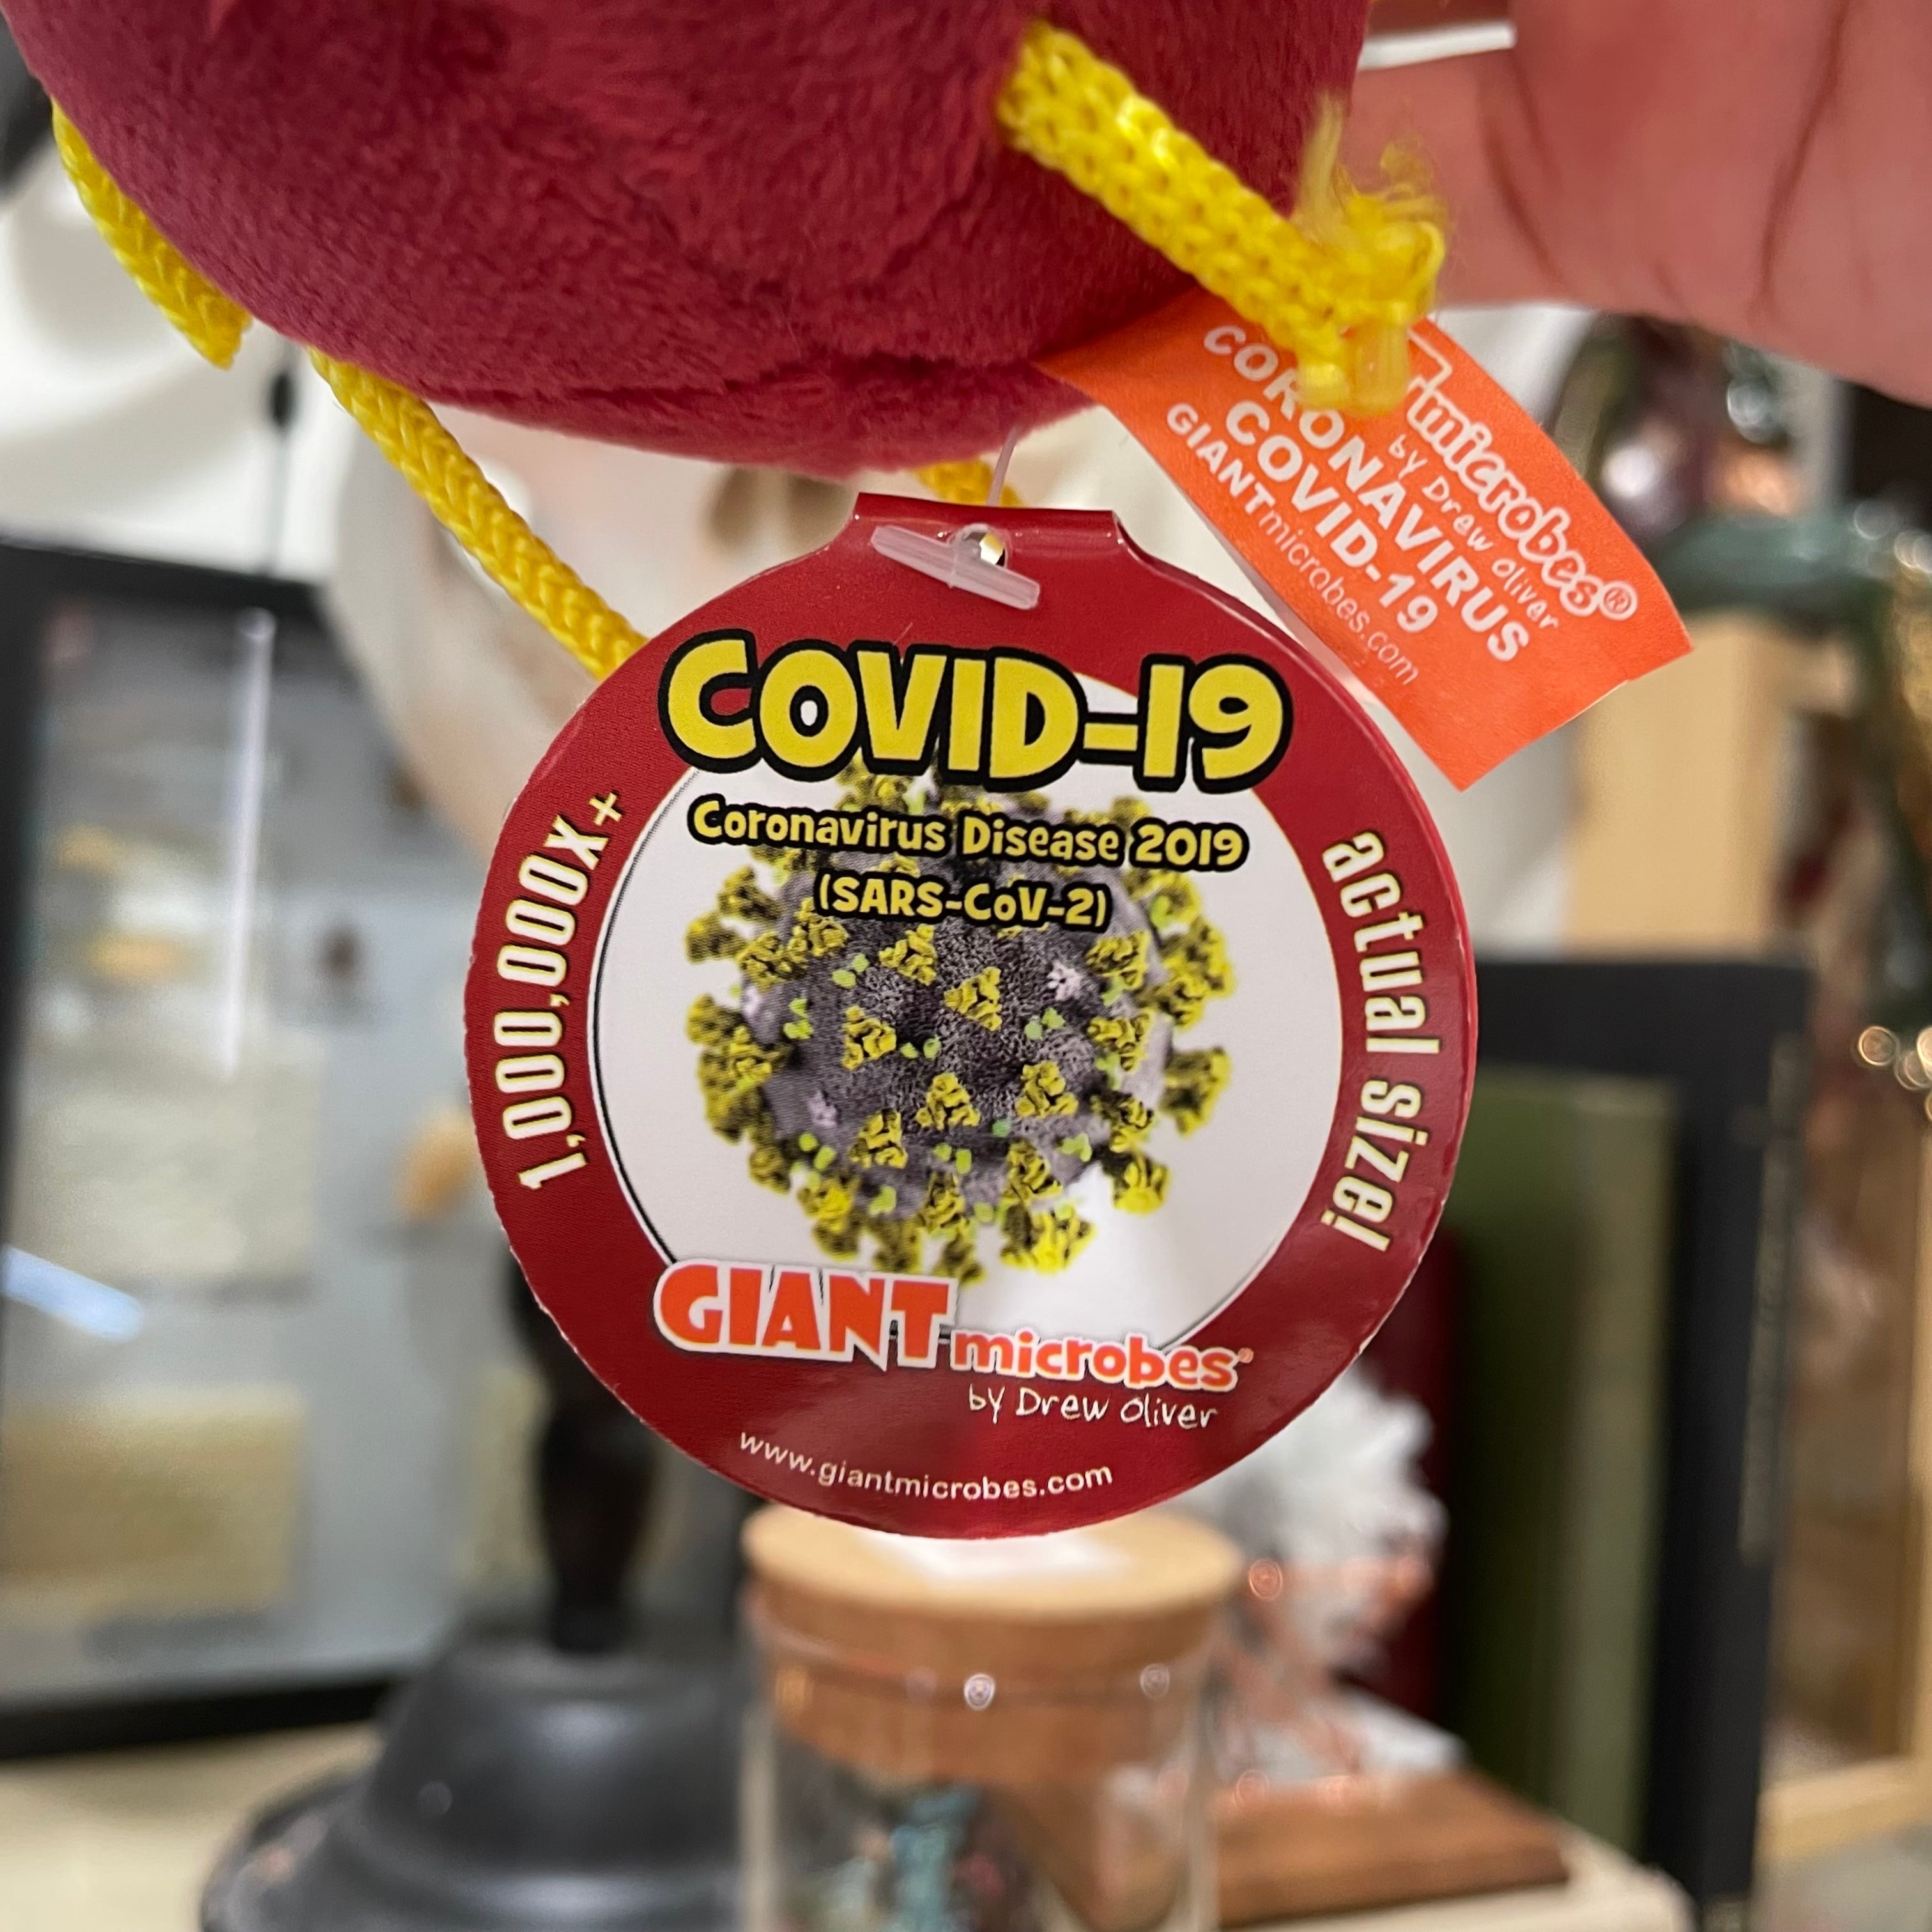 microbes®
by Drew Oliver
CORONAVIRUS
COVID-19
GIANTmicrobes.com
COVID-19
Coronavirus Disease 2019
(SARS-CoV-2)
1,000,000X+
actual size!
GIANTmicrobes®
by Drew Oliver
www.giantmicrobes.com